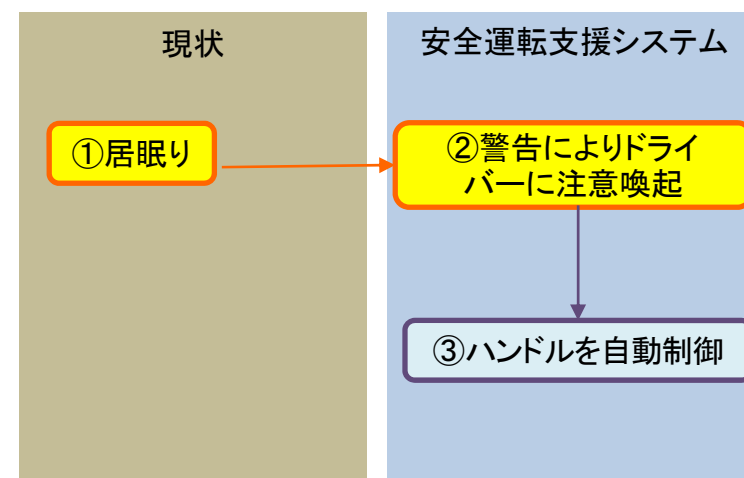 現状
安全運転支援システム
①居眠り
②警告によりドライ
バーに注意喚起
③ハンドルを自動制御